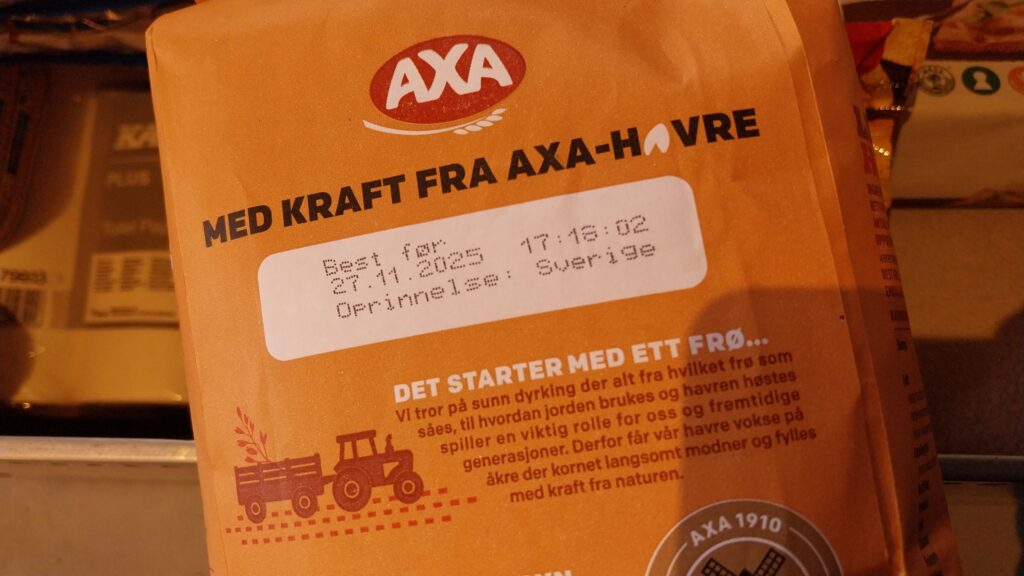 AXA
MED KRAFT FRA AXA-HAVRE
Best før
27.11.2025 17:18:02
Oprinnelse: Sverige
DET STARTER MED ETT FRØ...
Vi tror på sunn dyrking der alt fra hvilket frø som
såes, til hvordan jorden brukes og havren høstes
spiller en viktig rolle for oss og fremtidige
generasjoner. Derfor får vår havre vokse på
åkre der kornet langsomt modner og fylles
med kraft fra naturen.
AXA 1910
PLUS